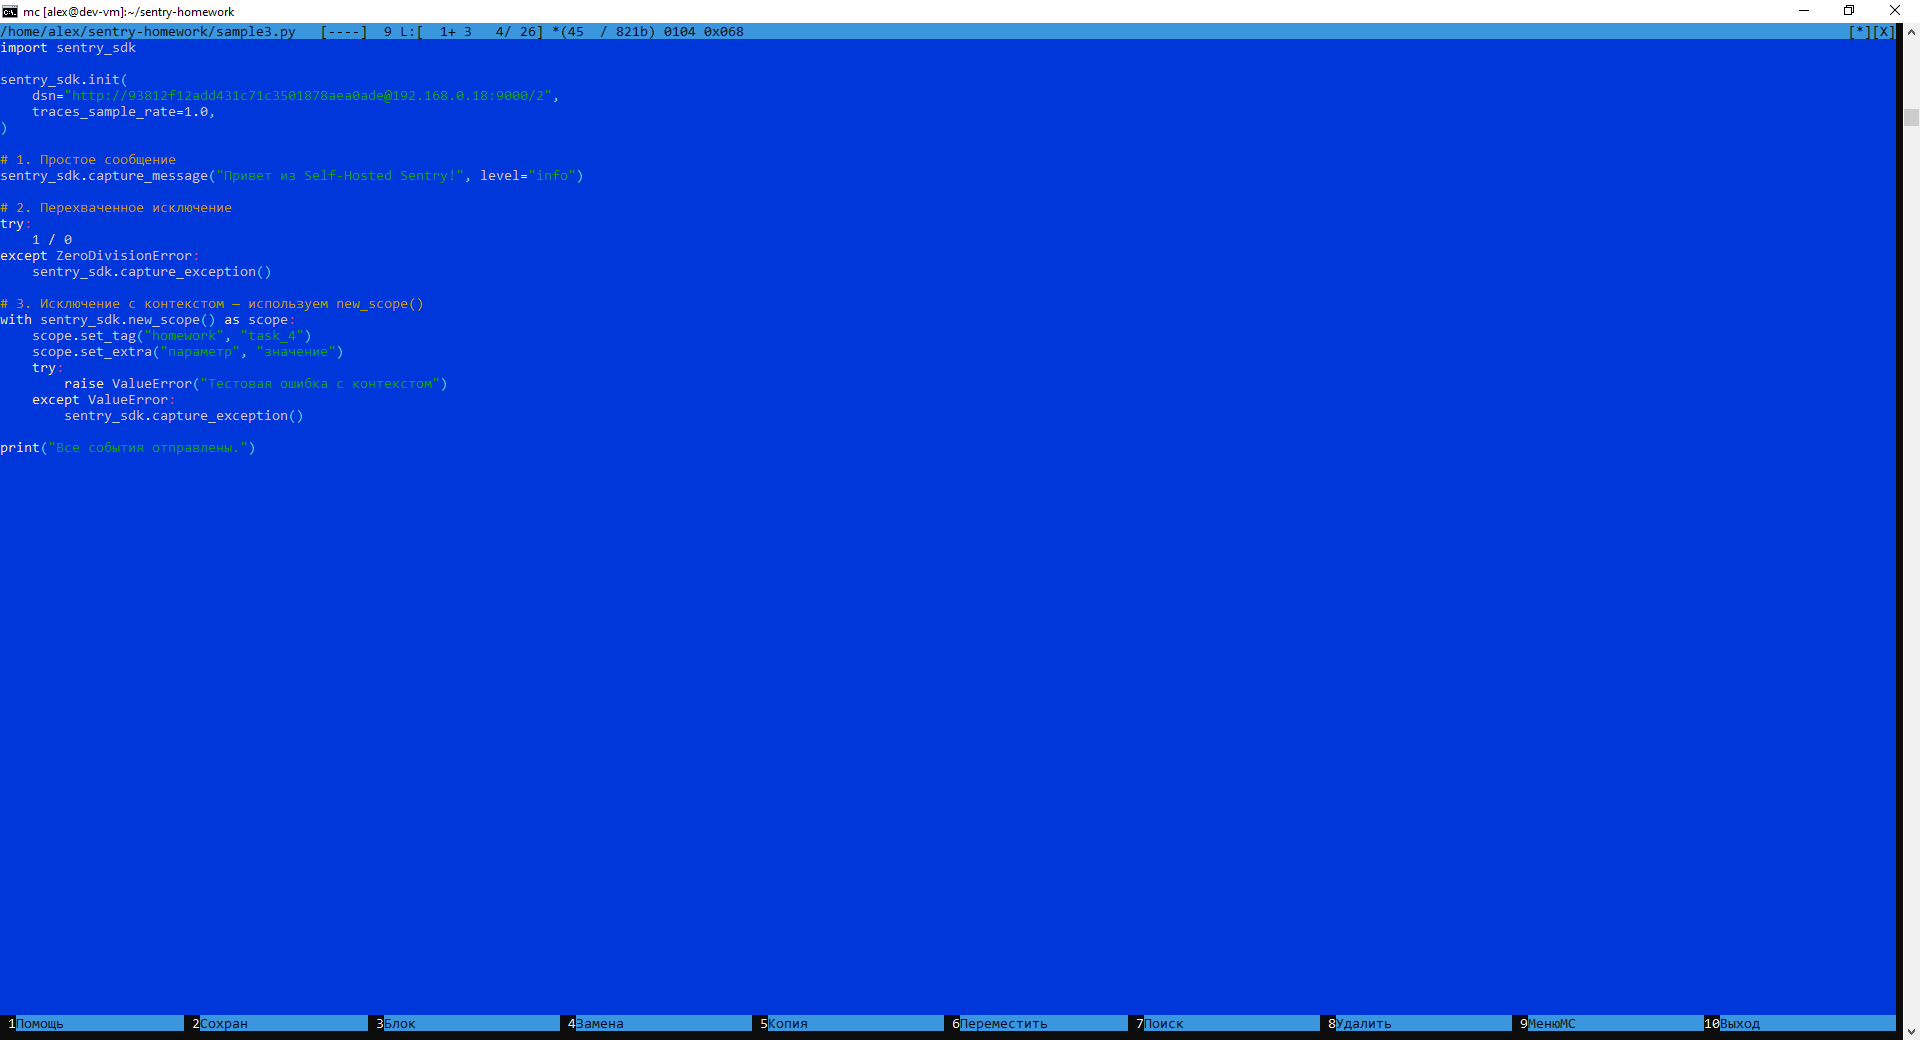 mc [alex@dev-vm]:~/sentry-homework
/home/alex/sentry-homework/sample3.py   [----]  9 L:[  1+ 3   4/ 26] *(45  / 821b) 0104 0x068    [*][X]
import sentry_sdk
sentry_sdk.init(
    dsn="http://93812f12add431c71c3501878aea0ade@192.168.0.18:9000/2",
    traces_sample_rate=1.0,
)
# 1. Простое сообщение
sentry_sdk.capture_message("Привет из Self-Hosted Sentry!", level="info")
# 2. Перехваченное исключение
try:
    1 / 0
except ZeroDivisionError:
    sentry_sdk.capture_exception()
# 3. Исключение с контекстом — используем new_scope()
with sentry_sdk.new_scope() as scope:
    scope.set_tag("homework", "task_4")
    scope.set_extra("параметр", "значение")
    try:
        raise ValueError("Тестовая ошибка с контекстом")
    except ValueError:
        sentry_sdk.capture_exception()
print("Все события отправлены.")
1Помощь 2Сохран 3Блок 4Замена 5Копия 6Переместить 7Поиск 8Удалить 9МенюМС 10Выход